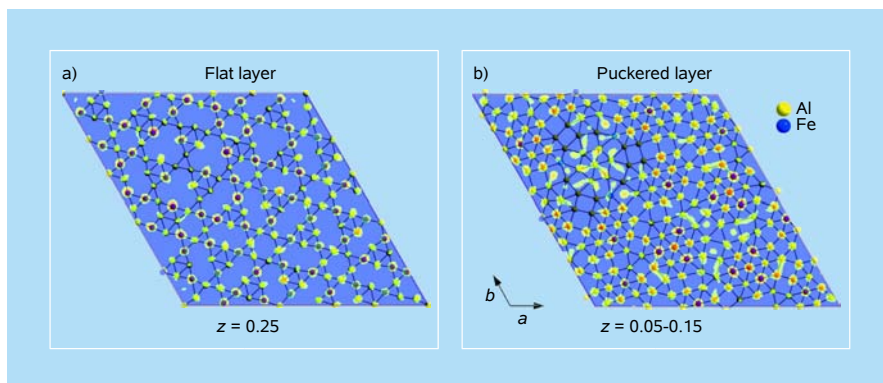 a) Flat layer
z = 0.25
b) Puckered layer
Al
Fe
b
a
z = 0.05-0.15